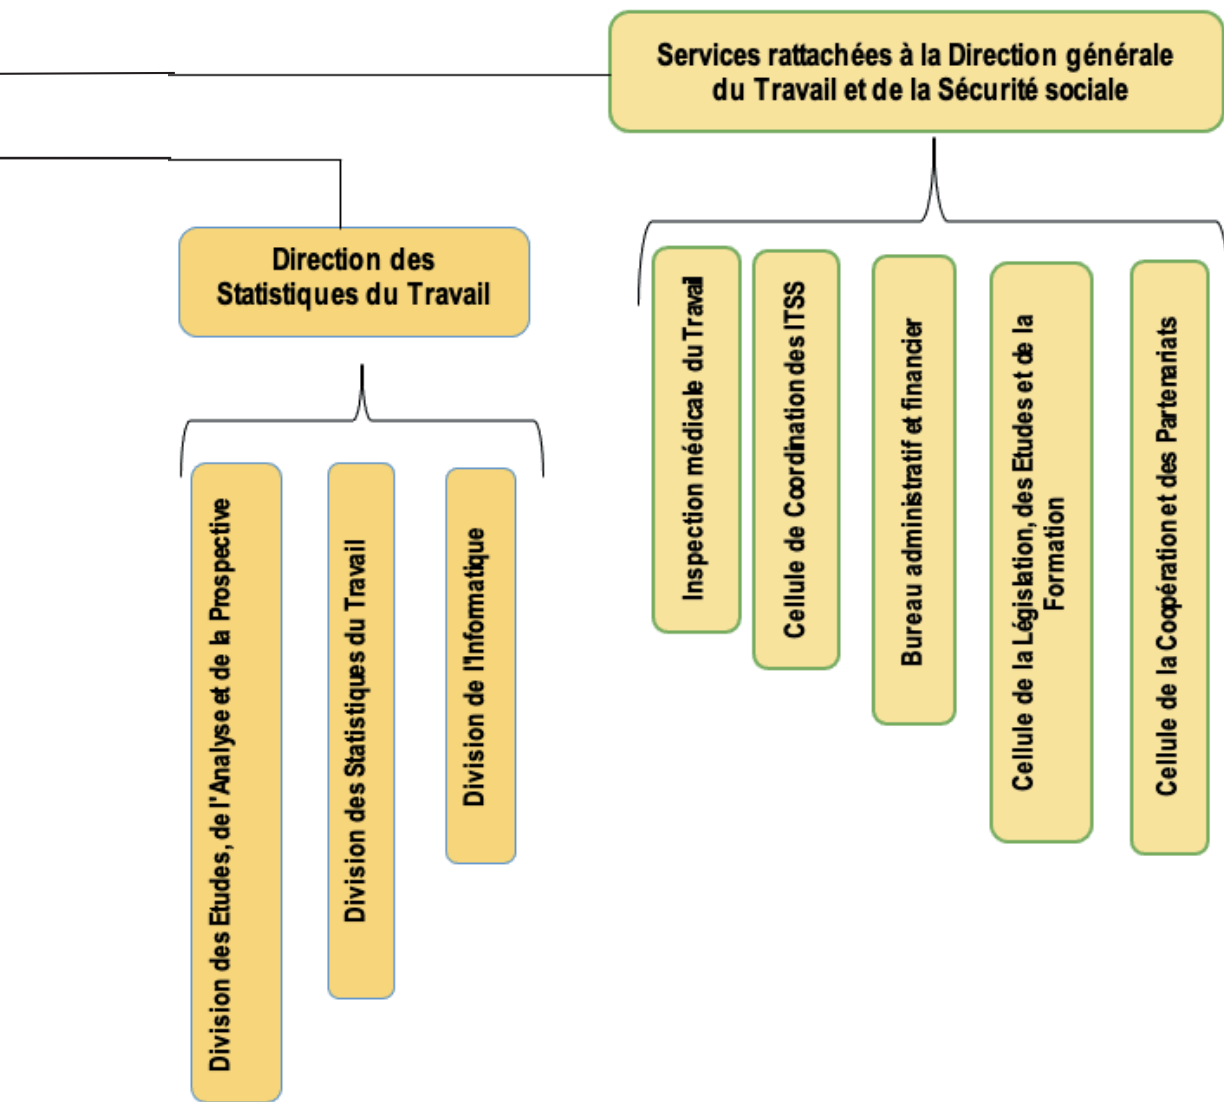 Services rattachées à la Direction générale
du Travail et de la Sécurité sociale
Direction des
Statistiques du Travail
Division des Etudes, de l'Analyse et de la Prospective
Division des Statistiques du Travail
Division de l'Informatique
Inspection médicale du Travail
Cellule de Coordination des ITSS
Bureau administratif et financier
Cellule de la Législation, des Etudes et de la
Formation
Cellule de la Coopération et des Partenariats